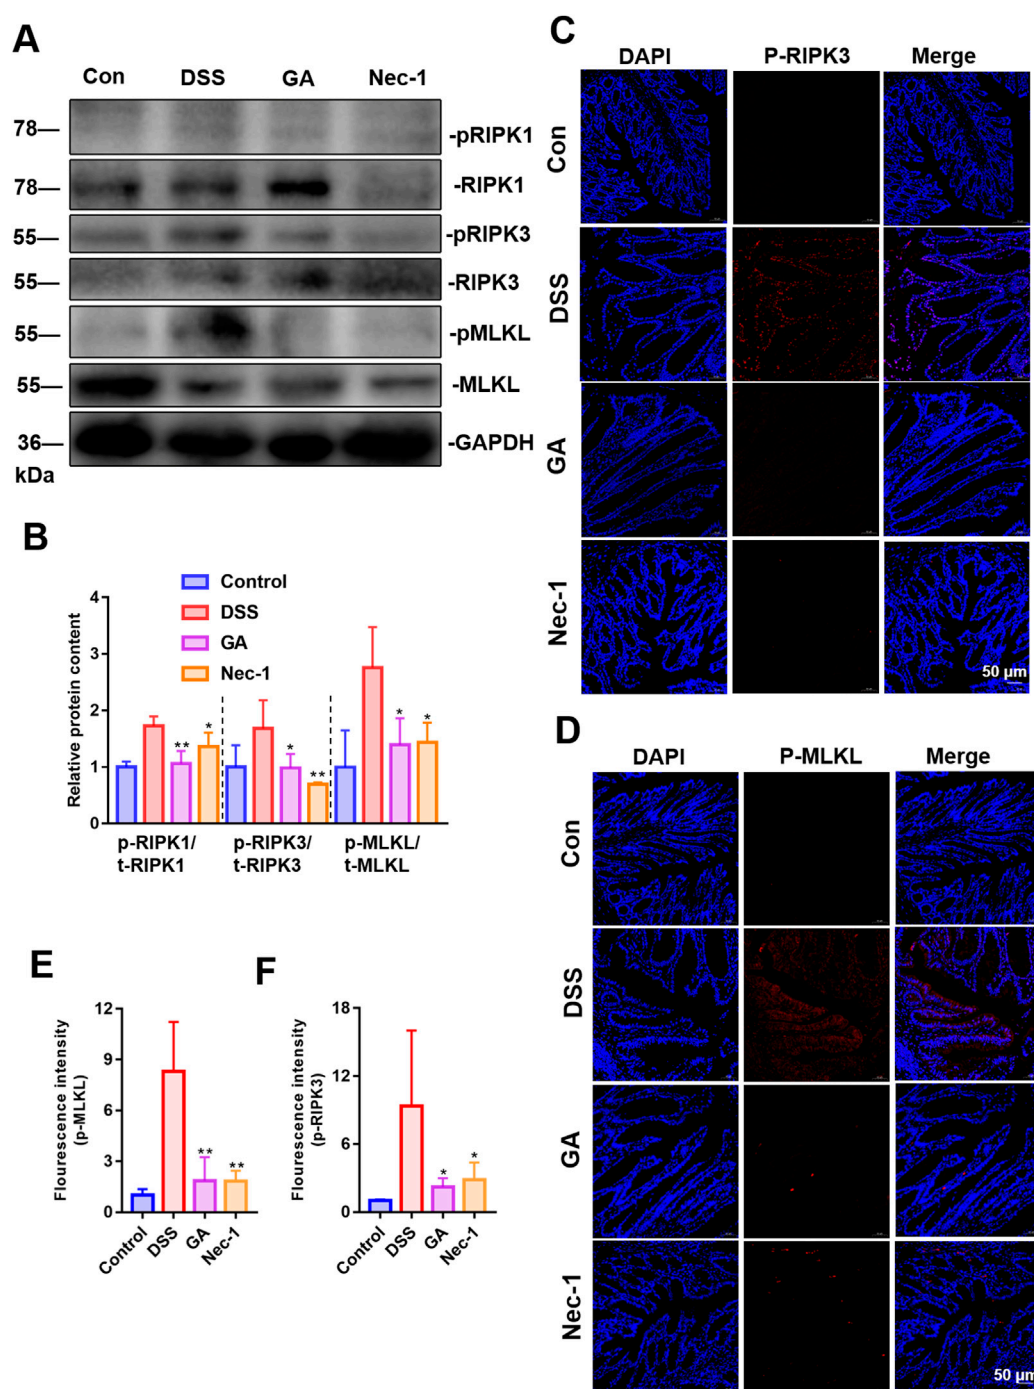 A
Con DSS GA Nec-1
78— -pRIPK1
78— -RIPK1
55— -pRIPK3
55— -RIPK3
55— -pMLKL
55— -MLKL
36— -GAPDH
kDa
B
Control
DSS
GA
Nec-1
Relative protein content
4
3
2
1
0
** *
* **
* *
p-RIPK1/ p-RIPK3/ p-MLKL/
t-RIPK1 t-RIPK3 t-MLKL
C
DAPI P-RIPK3 Merge
Con
DSS
GA
Nec-1
50 µm
D
DAPI P-MLKL Merge
Con
DSS
GA
Nec-1
50 µm
E
Flourescence intensity
(p-MLKL)
12
9
6
3
0
** **
Control DSS GA Nec-1
F
Flourescence intensity
(p-RIPK3)
18
12
6
0
* *
Control DSS GA Nec-1